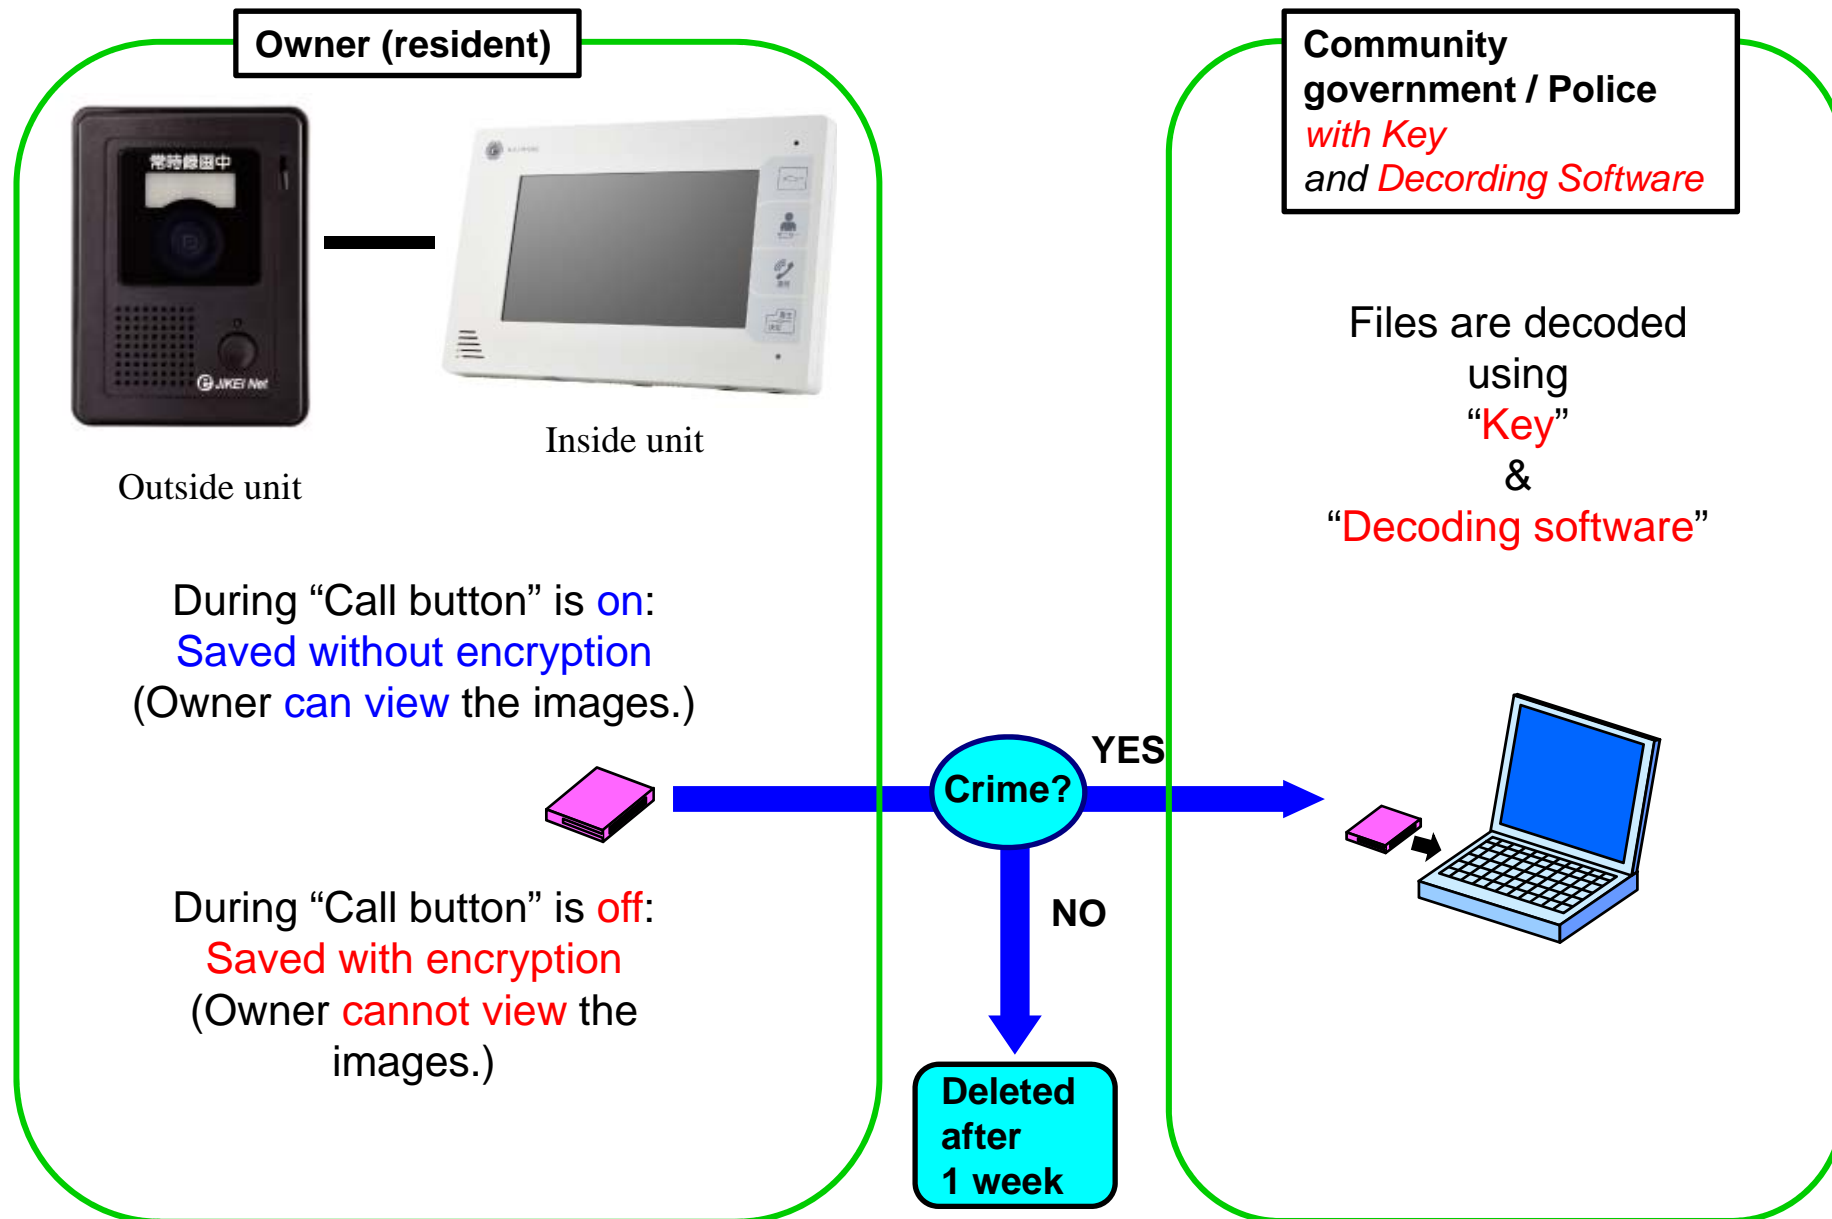 Owner (resident)
常時録画中
JIKEI Net
Inside unit
Outside unit
During “Call button” is on:
Saved without encryption
(Owner can view the images.)
During “Call button” is off:
Saved with encryption
(Owner cannot view the
images.)
Crime?
YES
NO
Deleted
after
1 week
Community
government / Police
with Key
and Decording Software
Files are decoded
using
“Key”
&
“Decoding software”